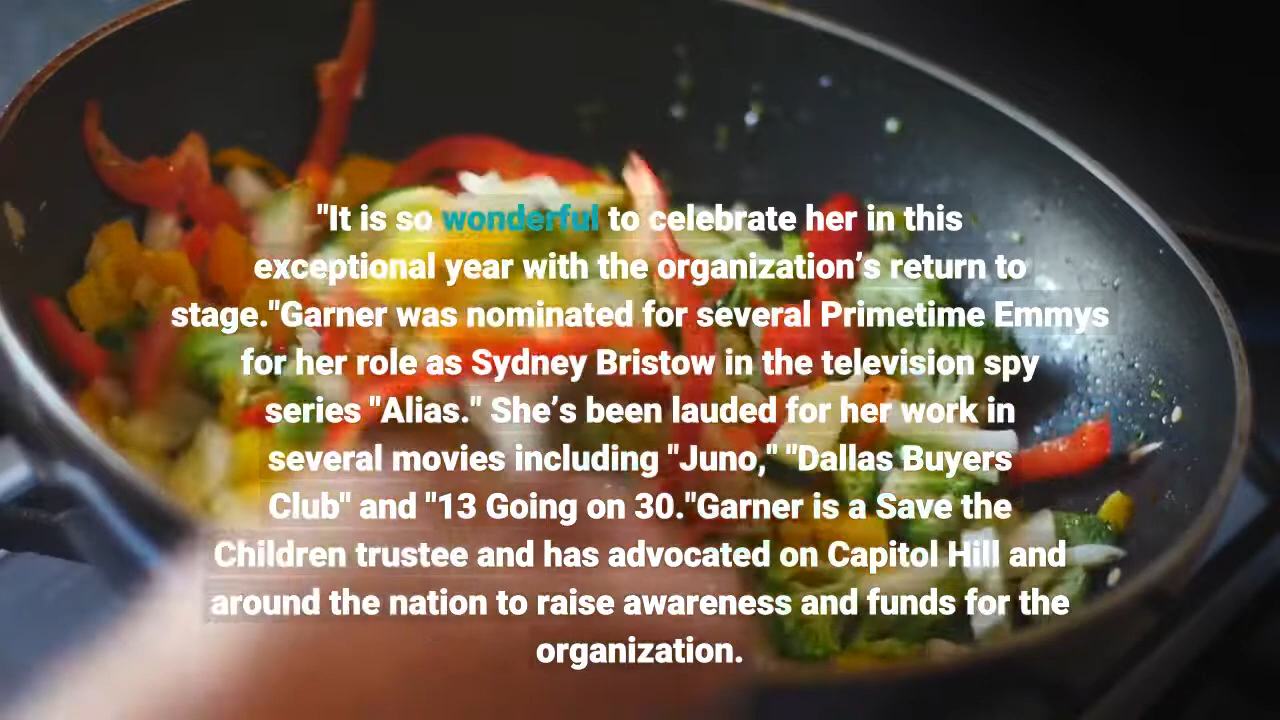 "It is so wonderful to celebrate her in this
exceptional year with the organization’s return to
stage."Garner was nominated for several Primetime Emmys
for her role as Sydney Bristow in the television spy
series "Alias." She’s been lauded for her work in
several movies including "Juno," "Dallas Buyers
Club" and "13 Going on 30."Garner is a Save the
Children trustee and has advocated on Capitol Hill and
around the nation to raise awareness and funds for the
organization.